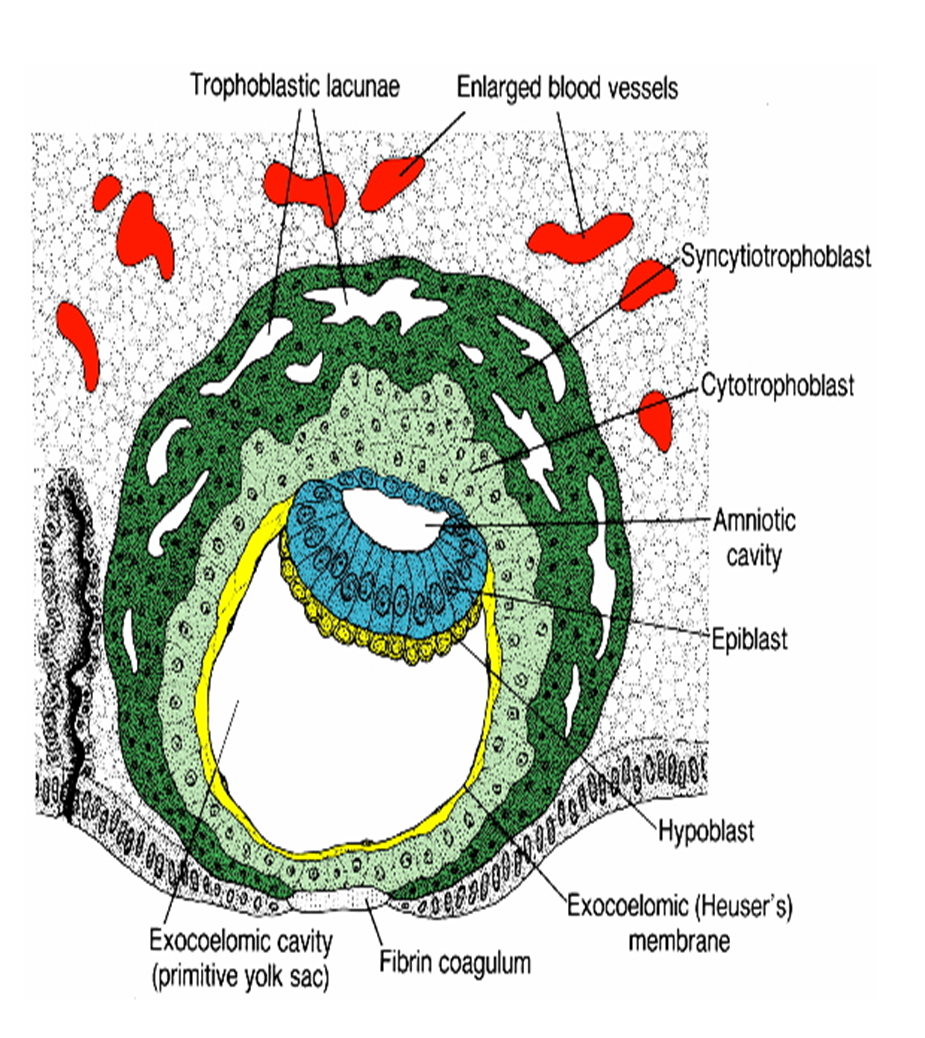 Trophoblastic lacunae
Enlarged blood vessels
Syncytiotrophoblast
Cytotrophoblast
Amniotic
cavity
Epiblast
Hypoblast
Exocoelomic (Heuser's)
membrane
Fibrin coagulum
Exocoelomic cavity
(primitive yolk sac)